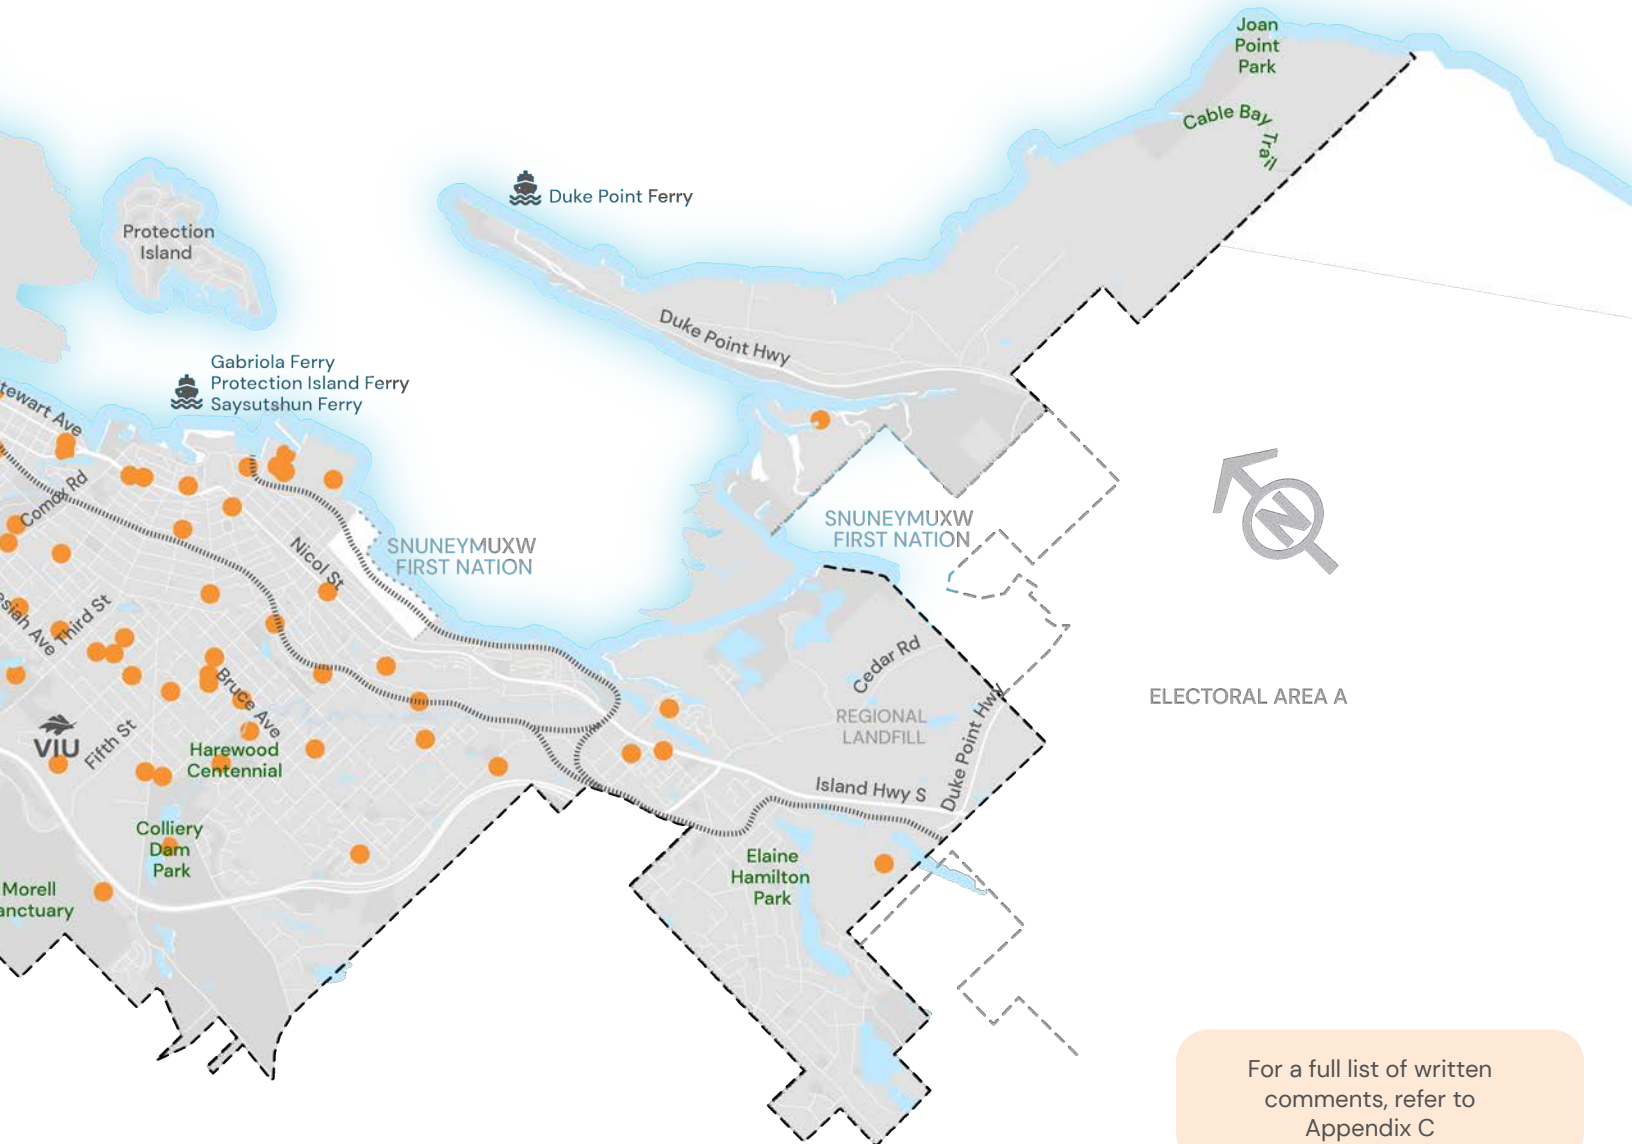 Joan
Point
Park
Cable Bay Trail
Duke Point Ferry
Protection
Island
Duke Point Hwy
Gabriola Ferry
Protection Island Ferry
Saysutshun Ferry
tewart Ave
Comox Rd
Nicol St
SNUNEYMUXW
FIRST NATION
SNUNEYMUXW
FIRST NATION
N
esiah Ave
Third St
Cedar Rd
Bruce Ave
ELECTORAL AREA A
REGIONAL
LANDFILL
Duke Point Hwy
VIU
Fifth St
Harewood
Centennial
Island Hwy S
Colliery
Dam
Park
Elaine
Hamilton
Park
Morell
anctuary
For a full list of written
comments, refer to
Appendix C